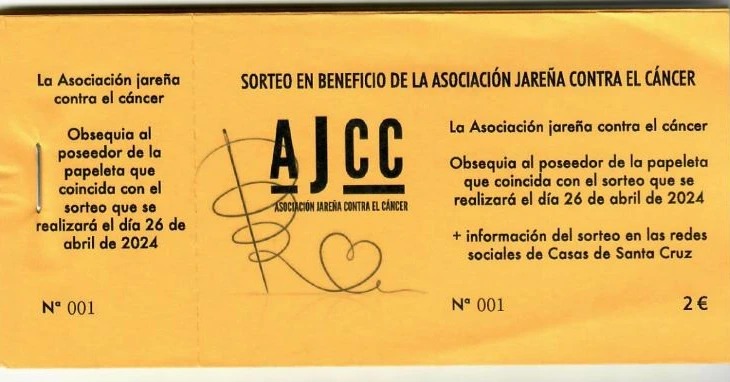 La Asociación jareña
contra el cáncer
Obsequia al
poseedor de la
papeleta que
coincida con el
sorteo que se
realizará el día 26 de
abril de 2024
Nª 001
SORTEO EN BENEFICIO DE LA ASOCIACIÓN JAREÑA CONTRA EL CÁNCER
AJCC
ASOCIACIÓN JAREÑA CONTRA EL CÁNCER
La Asociación jareña contra el cáncer
Obsequia al poseedor de la papeleta
que coincida con el sorteo que se
realizará el día 26 de abril de 2024
+ información del sorteo en las redes
sociales de Casas de Santa Cruz
Nª 001
2 €